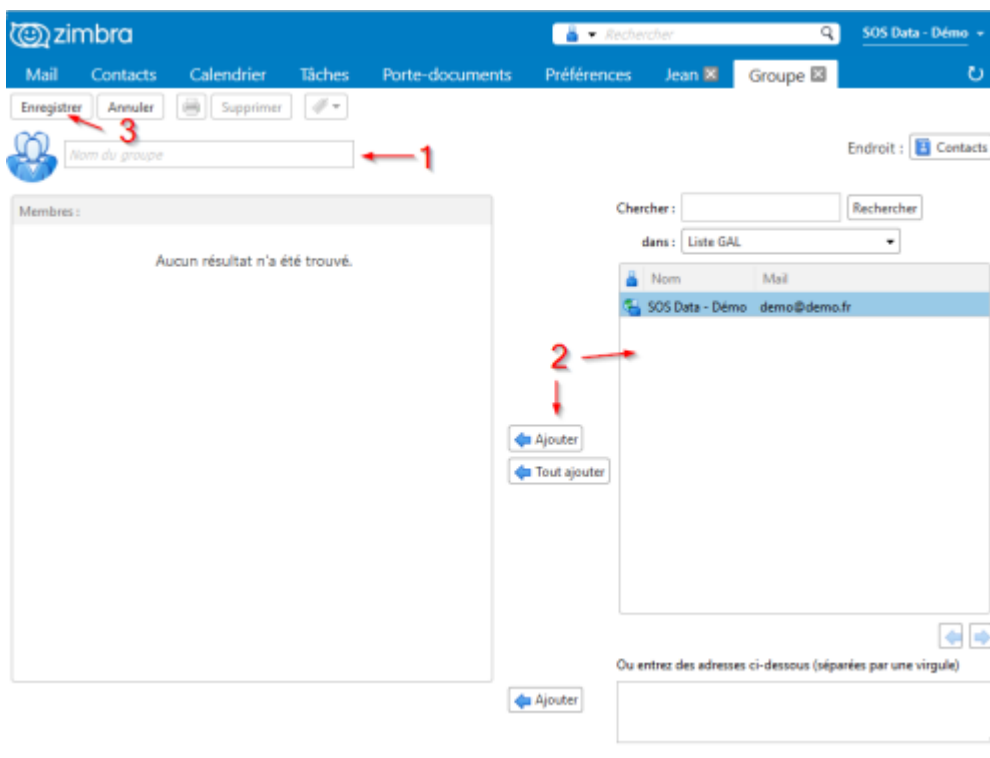 zimbra Rechercher SOS Data - Démo
Mail Contacts Calendrier Tâches Porte-documents Préférences Jean Groupe
Enregistrer Annuler Supprimer
3
Nom du groupe 1 Endroit : Contacts
Membres :
Aucun résultat n'a été trouvé.
Chercher : Rechercher
dans : Liste GAL
Nom Mail
SOS Data - Démo demo@demo.fr
2
Ajouter
Tout ajouter
Ou entrez des adresses ci-dessous (séparées par une virgule)
Ajouter